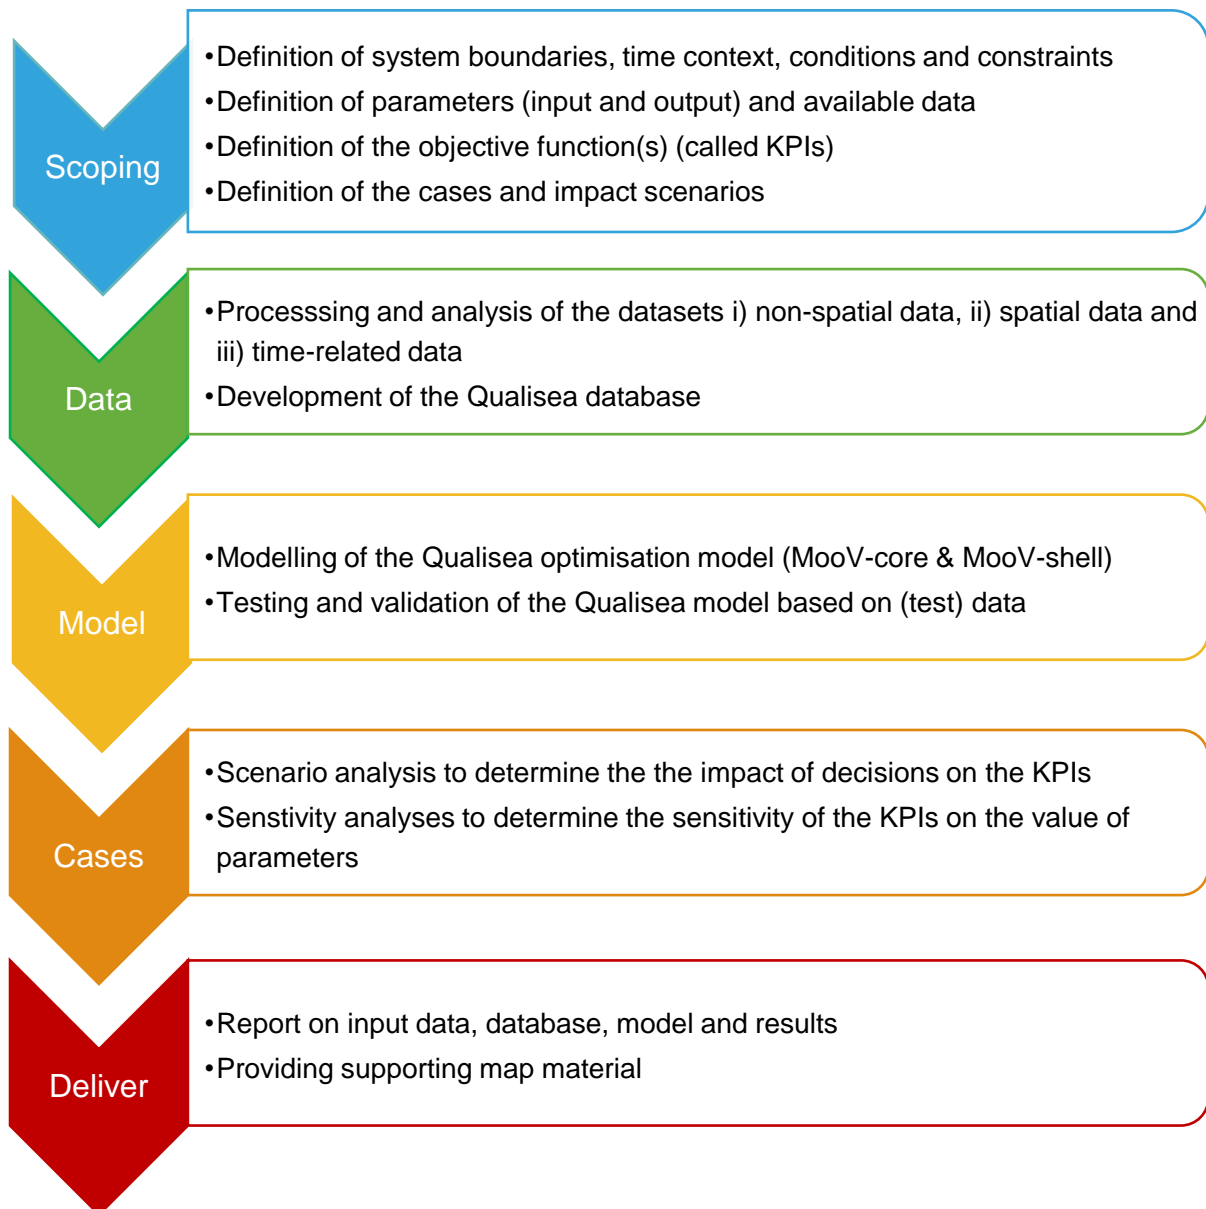 Scoping
•Definition of system boundaries, time context, conditions and constraints
•Definition of parameters (input and output) and available data
•Definition of the objective function(s) (called KPIs)
•Definition of the cases and impact scenarios
Data
•Processsing and analysis of the datasets i) non-spatial data, ii) spatial data and
iii) time-related data
•Development of the Qualisea database
Model
•Modelling of the Qualisea optimisation model (MooV-core & MooV-shell)
•Testing and validation of the Qualisea model based on (test) data
Cases
•Scenario analysis to determine the the impact of decisions on the KPIs
•Senstivity analyses to determine the sensitivity of the KPIs on the value of
parameters
Deliver
•Report on input data, database, model and results
•Providing supporting map material